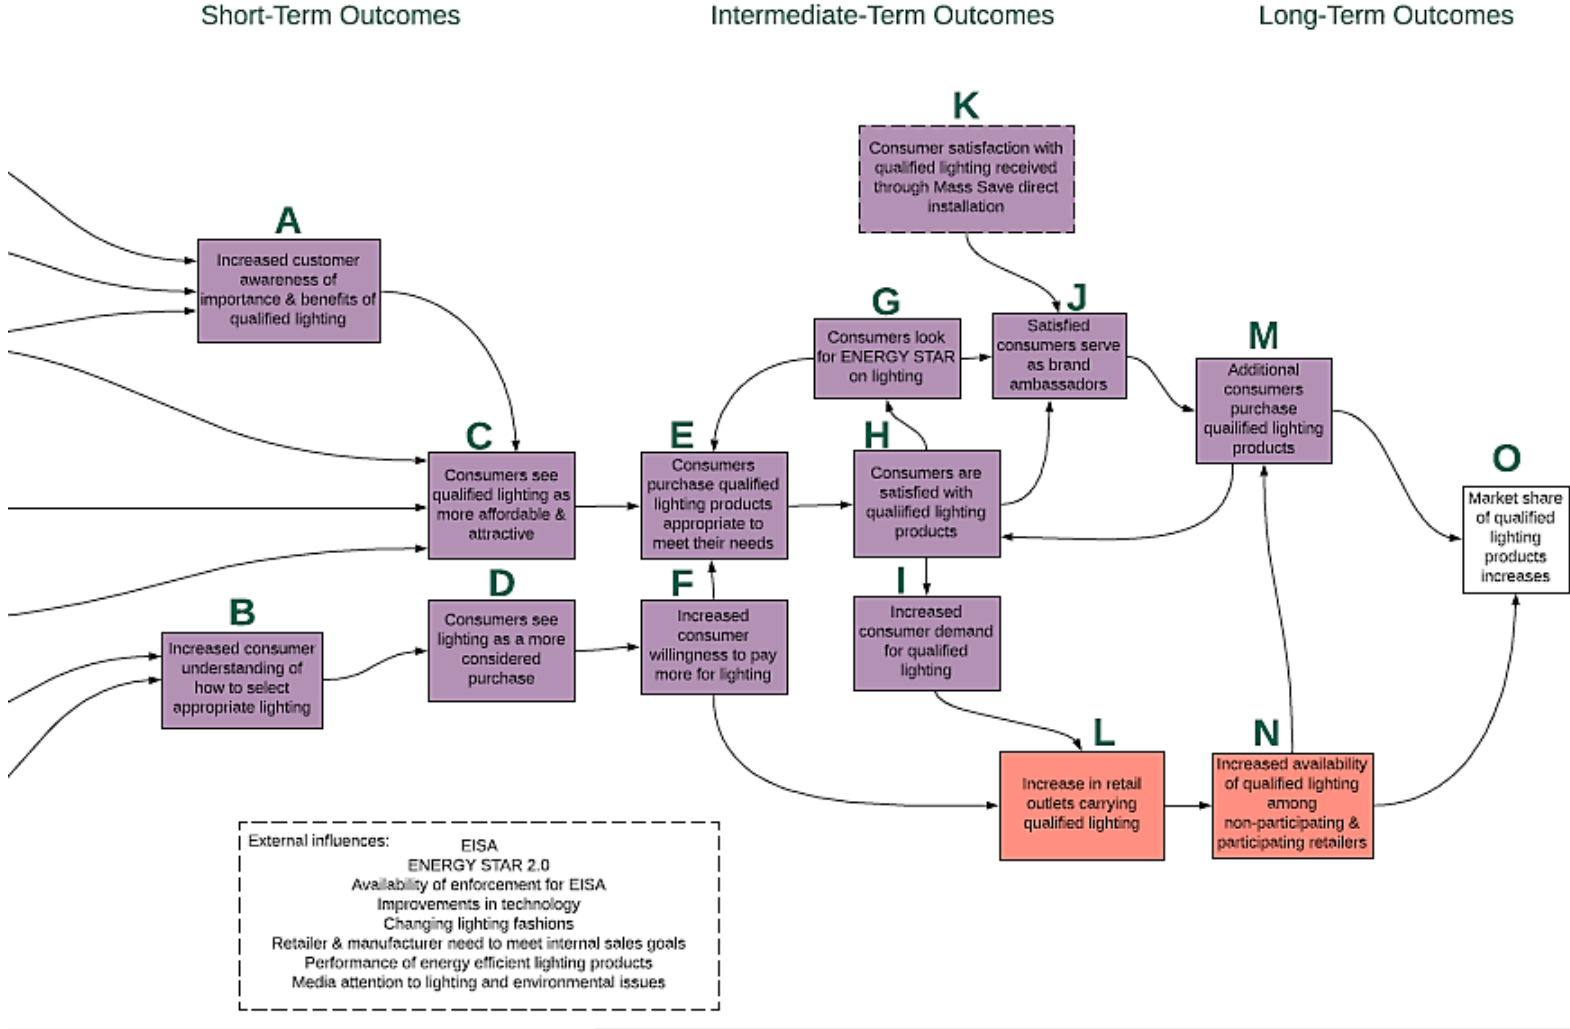 Short-Term Outcomes
Intermediate-Term Outcomes
Long-Term Outcomes
K
Consumer satisfaction with
qualified lighting received
through Mass Save direct
installation
A
Increased customer
awareness of
importance & benefits of
qualified lighting
G
Consumers look
for ENERGY STAR
on lighting
J
Satisfied
consumers serve
as brand
ambassadors
M
Additional
consumers
purchase
quailified lighting
products
C
Consumers see
qualified lighting as
more affordable &
attractive
E
Consumers
purchase qualified
lighting products
appropriate to
meet their needs
H
Consumers are
satisfied with
qualified lighting
products
O
Market share
of qualified
lighting
products
increases
B
Increased consumer
understanding of
how to select
appropriate lighting
D
Consumers see
lighting as a more
considered
purchase
F
Increased
consumer
willingness to pay
more for lighting
I
Increased
consumer demand
for qualified
lighting
L
Increase in retail
outlets carrying
qualified lighting
N
Increased availability
of qualified lighting
among
non-participating &
participating retailers
External influences:
EISA
ENERGY STAR 2.0
Availability of enforcement for EISA
Improvements in technology
Changing lighting fashions
Retailer & manufacturer need to meet internal sales goals
Performance of energy efficient lighting products
Media attention to lighting and environmental issues